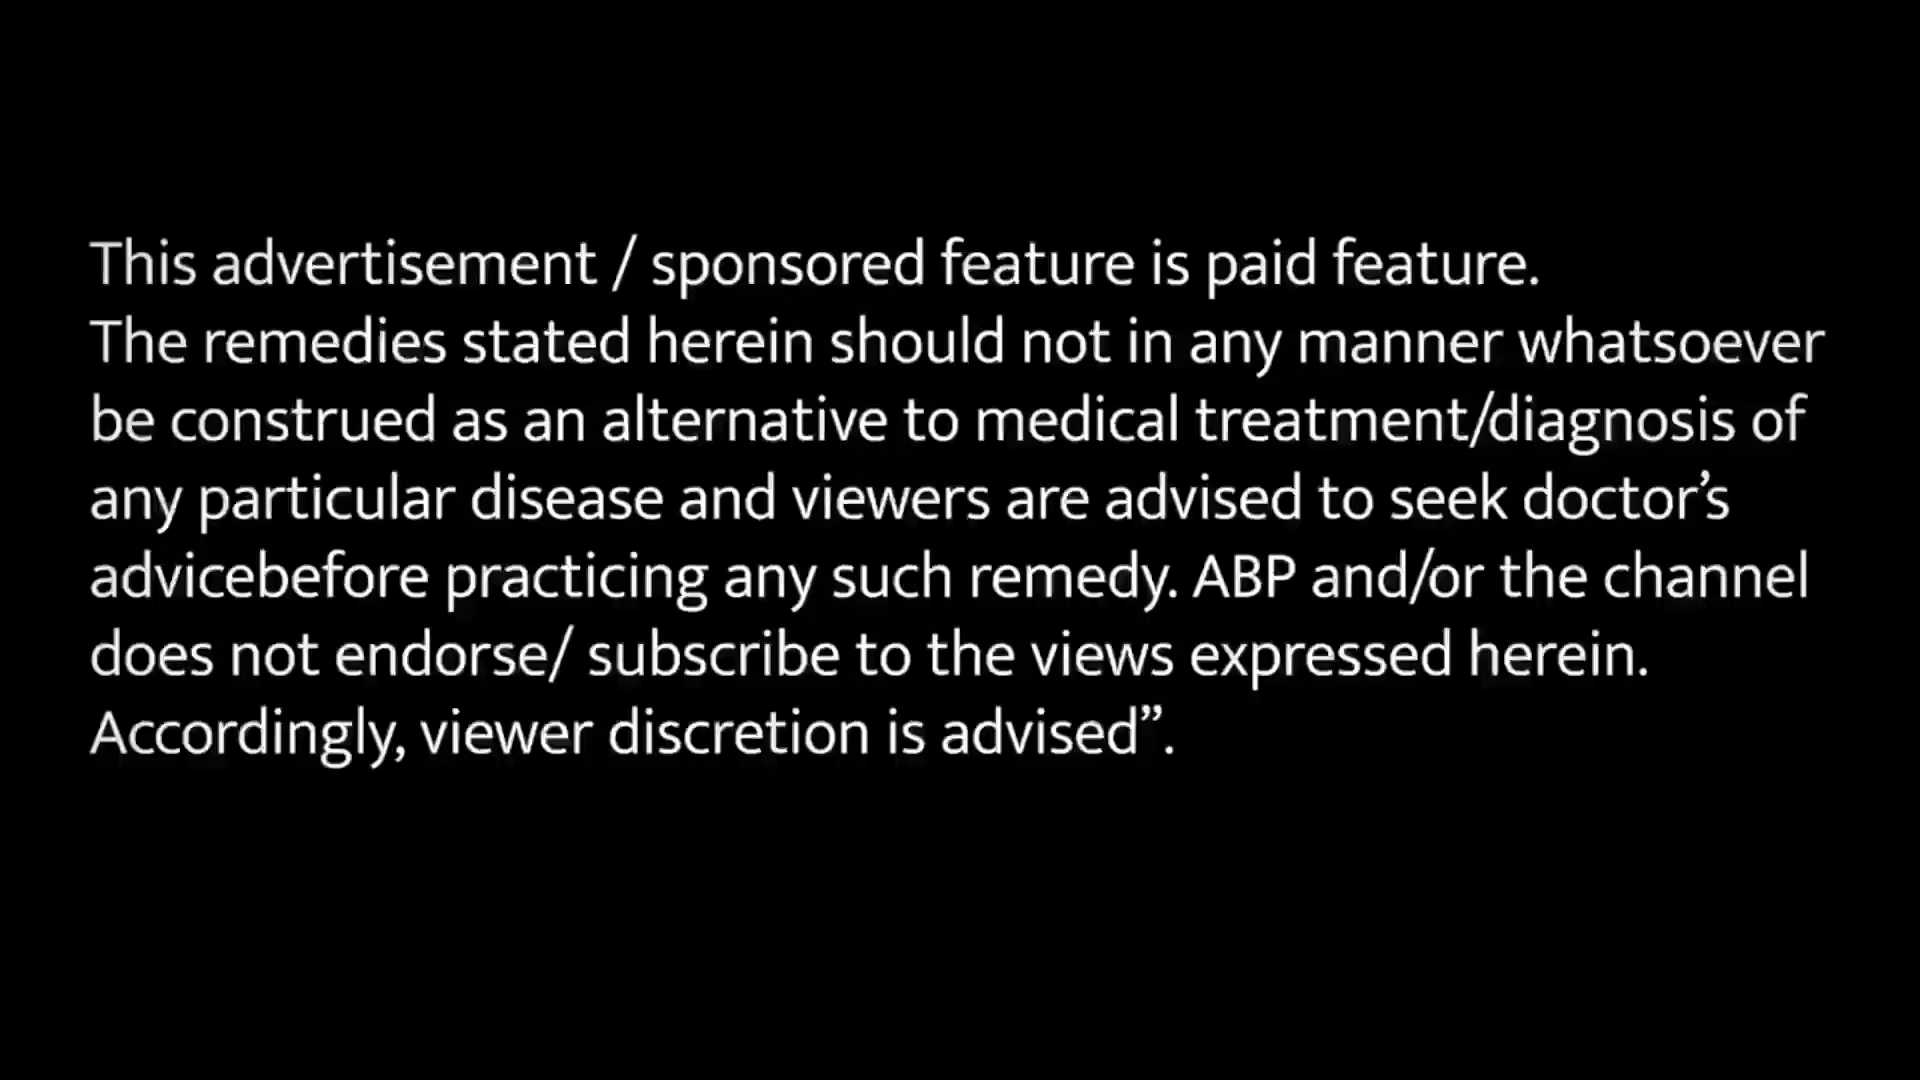 This advertisement / sponsored feature is paid feature.
The remedies stated herein should not in any manner whatsoever
be construed as an alternative to medical treatment/diagnosis of
any particular disease and viewers are advised to seek doctor’s
advicebefore practicing any such remedy. ABP and/or the channel
does not endorse/ subscribe to the views expressed herein.
Accordingly, viewer discretion is advised”.